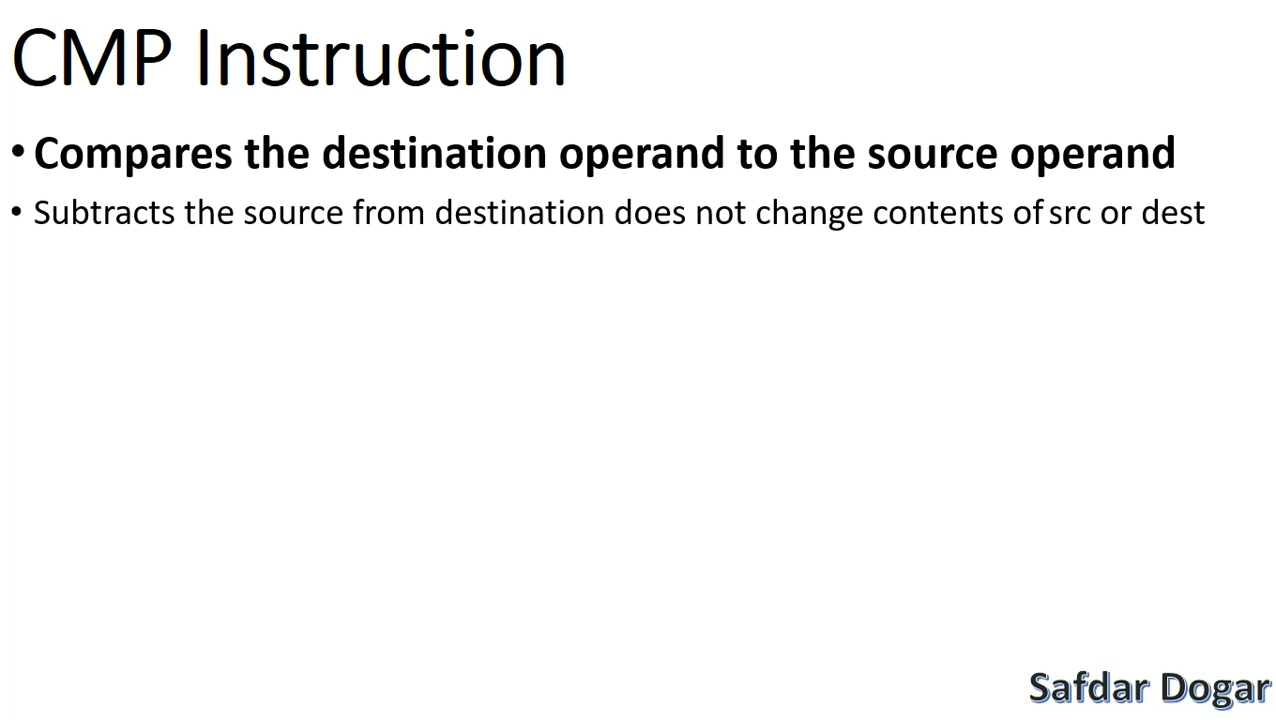 CMP Instruction
• Compares the destination operand to the source operand
• Subtracts the source from destination does not change contents of src or dest
Safdar Dogar